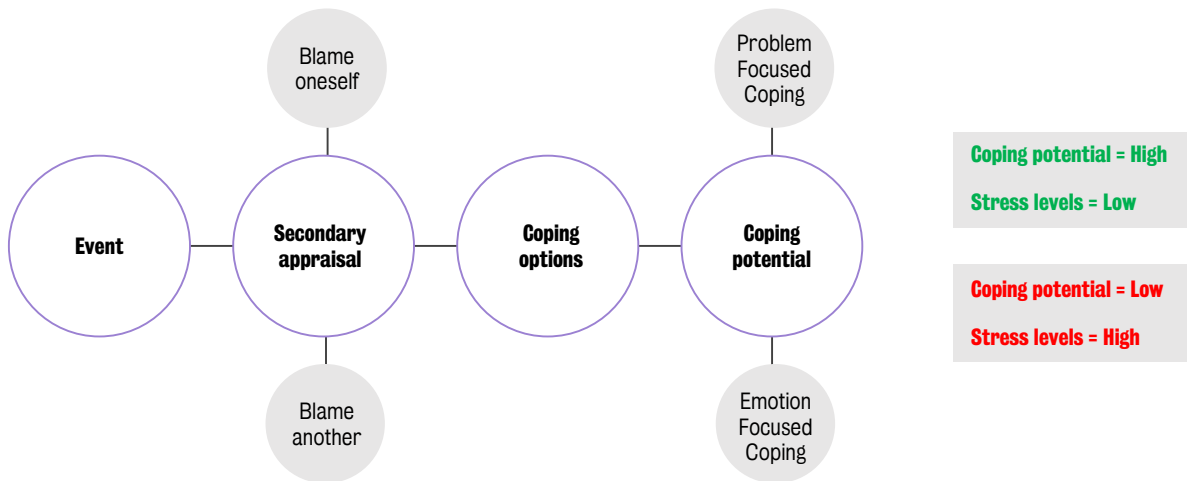 Blame
oneself
Problem
Focused
Coping
Event
Secondary
appraisal
Coping
options
Coping
potential
Blame
another
Emotion
Focused
Coping
Coping potential = High
Stress levels = Low
Coping potential = Low
Stress levels = High